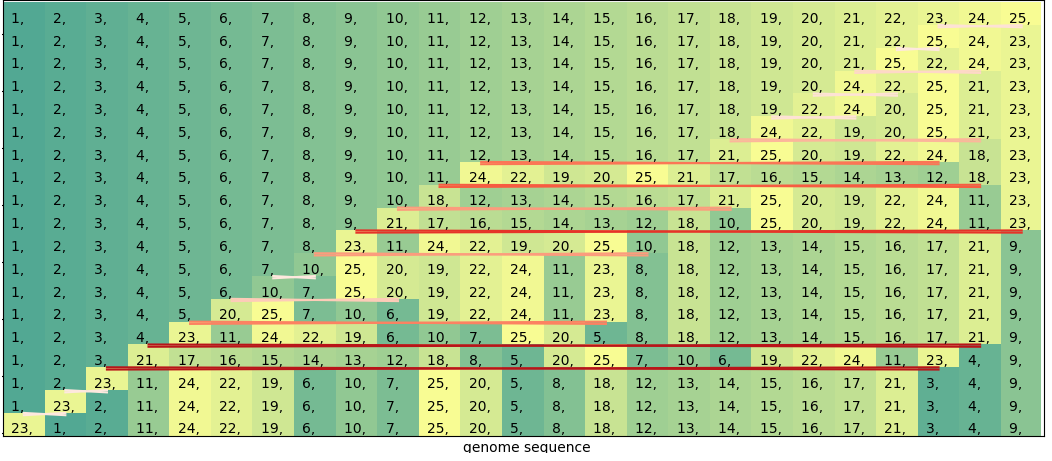 1, 2, 3, 4, 5, 6, 7, 8, 9, 10, 11, 12, 13, 14, 15, 16, 17, 18, 19, 20, 21, 22, 23, 24, 25,
1, 2, 3, 4, 5, 6, 7, 8, 9, 10, 11, 12, 13, 14, 15, 16, 17, 18, 19, 20, 21, 22, 25, 24, 23,
1, 2, 3, 4, 5, 6, 7, 8, 9, 10, 11, 12, 13, 14, 15, 16, 17, 18, 19, 20, 21, 25, 22, 24, 23,
1, 2, 3, 4, 5, 6, 7, 8, 9, 10, 11, 12, 13, 14, 15, 16, 17, 18, 19, 20, 24, 22, 25, 21, 23,
1, 2, 3, 4, 5, 6, 7, 8, 9, 10, 11, 12, 13, 14, 15, 16, 17, 18, 19, 22, 24, 20, 25, 21, 23,
1, 2, 3, 4, 5, 6, 7, 8, 9, 10, 11, 12, 13, 14, 15, 16, 17, 18, 24, 22, 19, 20, 25, 21, 23,
1, 2, 3, 4, 5, 6, 7, 8, 9, 10, 11, 12, 13, 14, 15, 16, 17, 21, 25, 20, 19, 22, 24, 18, 23,
1, 2, 3, 4, 5, 6, 7, 8, 9, 10, 11, 24, 22, 19, 20, 25, 21, 17, 16, 15, 14, 13, 12, 18, 23,
1, 2, 3, 4, 5, 6, 7, 8, 9, 10, 18, 12, 13, 14, 15, 16, 17, 21, 25, 20, 19, 22, 24, 11, 23,
1, 2, 3, 4, 5, 6, 7, 8, 9, 21, 17, 16, 15, 14, 13, 12, 18, 10, 25, 20, 19, 22, 24, 11, 23,
1, 2, 3, 4, 5, 6, 7, 8, 23, 11, 24, 22, 19, 20, 25, 10, 18, 12, 13, 14, 15, 16, 17, 21, 9,
1, 2, 3, 4, 5, 6, 7, 10, 25, 20, 19, 22, 24, 11, 23, 8, 18, 12, 13, 14, 15, 16, 17, 21, 9,
1, 2, 3, 4, 5, 6, 10, 7, 25, 20, 19, 22, 24, 11, 23, 8, 18, 12, 13, 14, 15, 16, 17, 21, 9,
1, 2, 3, 4, 5, 20, 25, 7, 10, 6, 19, 22, 24, 11, 23, 8, 18, 12, 13, 14, 15, 16, 17, 21, 9,
1, 2, 3, 4, 23, 11, 24, 22, 19, 6, 10, 7, 25, 20, 5, 8, 18, 12, 13, 14, 15, 16, 17, 21, 9,
1, 2, 3, 21, 17, 16, 15, 14, 13, 12, 18, 8, 5, 20, 25, 7, 10, 6, 19, 22, 24, 11, 23, 4, 9,
1, 2, 23, 11, 24, 22, 19, 6, 10, 7, 25, 20, 5, 8, 18, 12, 13, 14, 15, 16, 17, 21, 3, 4, 9,
1, 23, 2, 11, 24, 22, 19, 6, 10, 7, 25, 20, 5, 8, 18, 12, 13, 14, 15, 16, 17, 21, 3, 4, 9,
23, 1, 2, 11, 24, 22, 19, 6, 10, 7, 25, 20, 5, 8, 18, 12, 13, 14, 15, 16, 17, 21, 3, 4, 9,
genome sequence